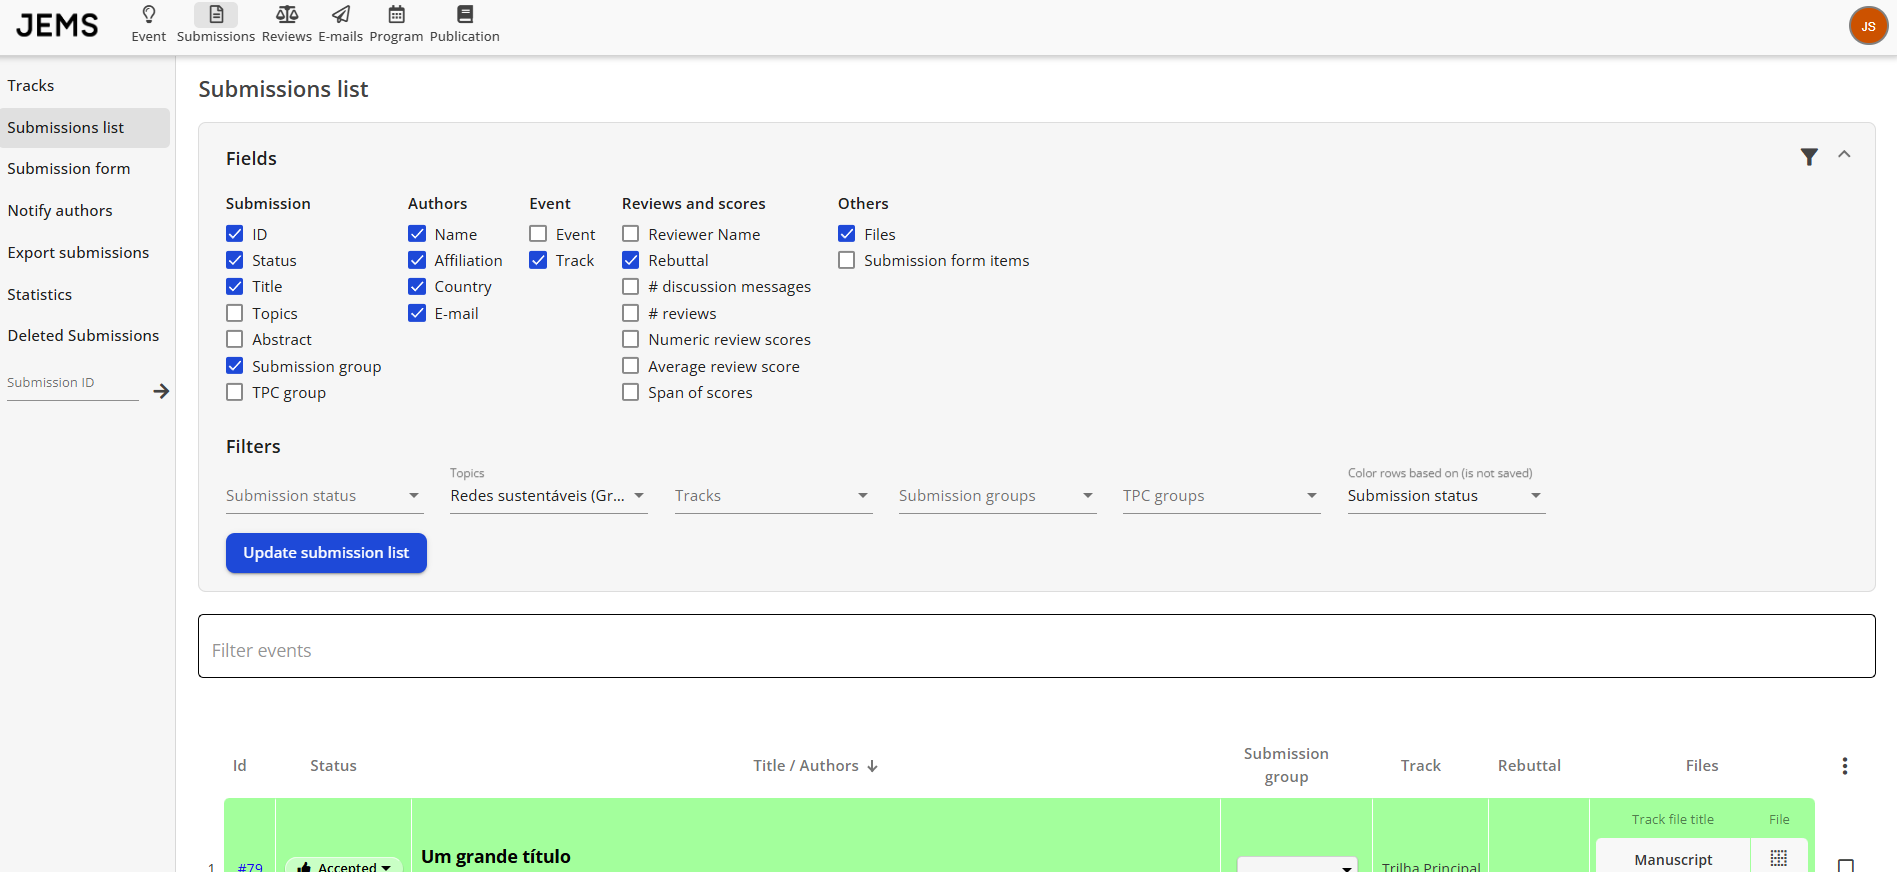 JEMS
Event
Submissions
Reviews
E-mails
Program
Publication
JS
Tracks
Submissions list
Submission form
Notify authors
Export submissions
Statistics
Deleted Submissions
Submission ID
Submissions list
Fields
Submission
ID
Status
Title
Topics
Abstract
Submission group
TPC group
Authors
Name
Affiliation
Country
E-mail
Event
Event
Track
Reviews and scores
Reviewer Name
Rebuttal
# discussion messages
# reviews
Numeric review scores
Average review score
Span of scores
Others
Files
Submission form items
Filters
Submission status
Topics
Redes sustentáveis (Gr...
Tracks
Submission groups
TPC groups
Color rows based on (is not saved)
Submission status
Update submission list
Filter events
Id
Status
Title / Authors
Submission
group
Track
Rebuttal
Files
1
#79
Accepted
Um grande título
Trilha Principal
Track file title
File
Manuscript